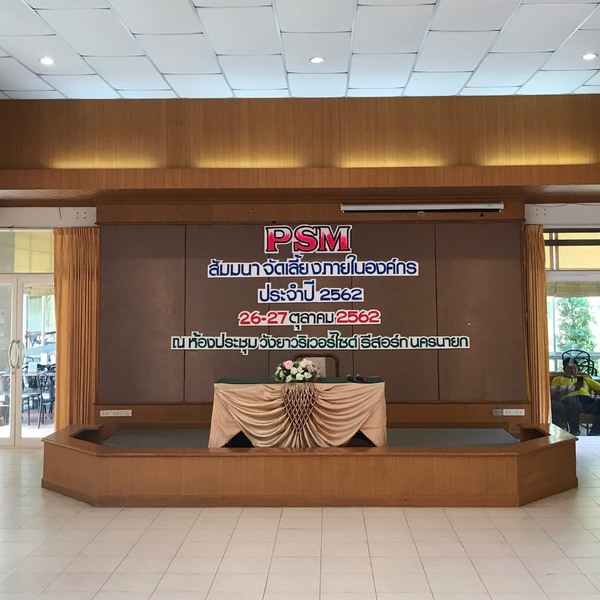 PSM
สัมมนา จัดเลี้ยงภายในองค์กร
ประจำปี 2562
26-27 ตุลาคม 2562
ณ ห้องประชุม วังยาวริเวอร์ไซด์ รีสอร์ท นครนายก